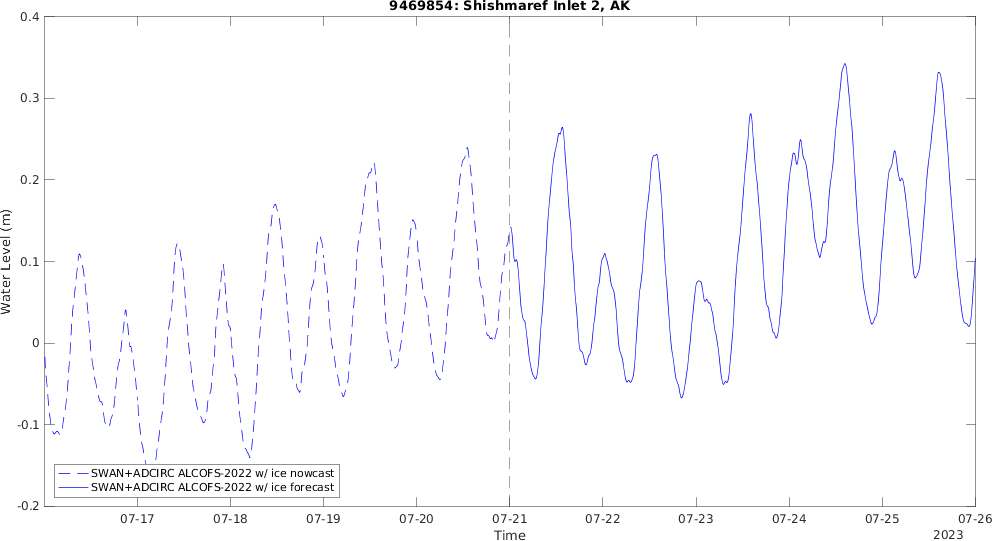 9469854: Shishmaref Inlet 2, AK
0.4
0.3
0.2
0.1
0
-0.1
-0.2
Water Level (m)
SWAN+ADCIRC ALCOFS-2022 w/ ice nowcast
SWAN+ADCIRC ALCOFS-2022 w/ ice forecast
07-17 07-18 07-19 07-20 07-21 07-22 07-23 07-24 07-25 07-26
Time
2023